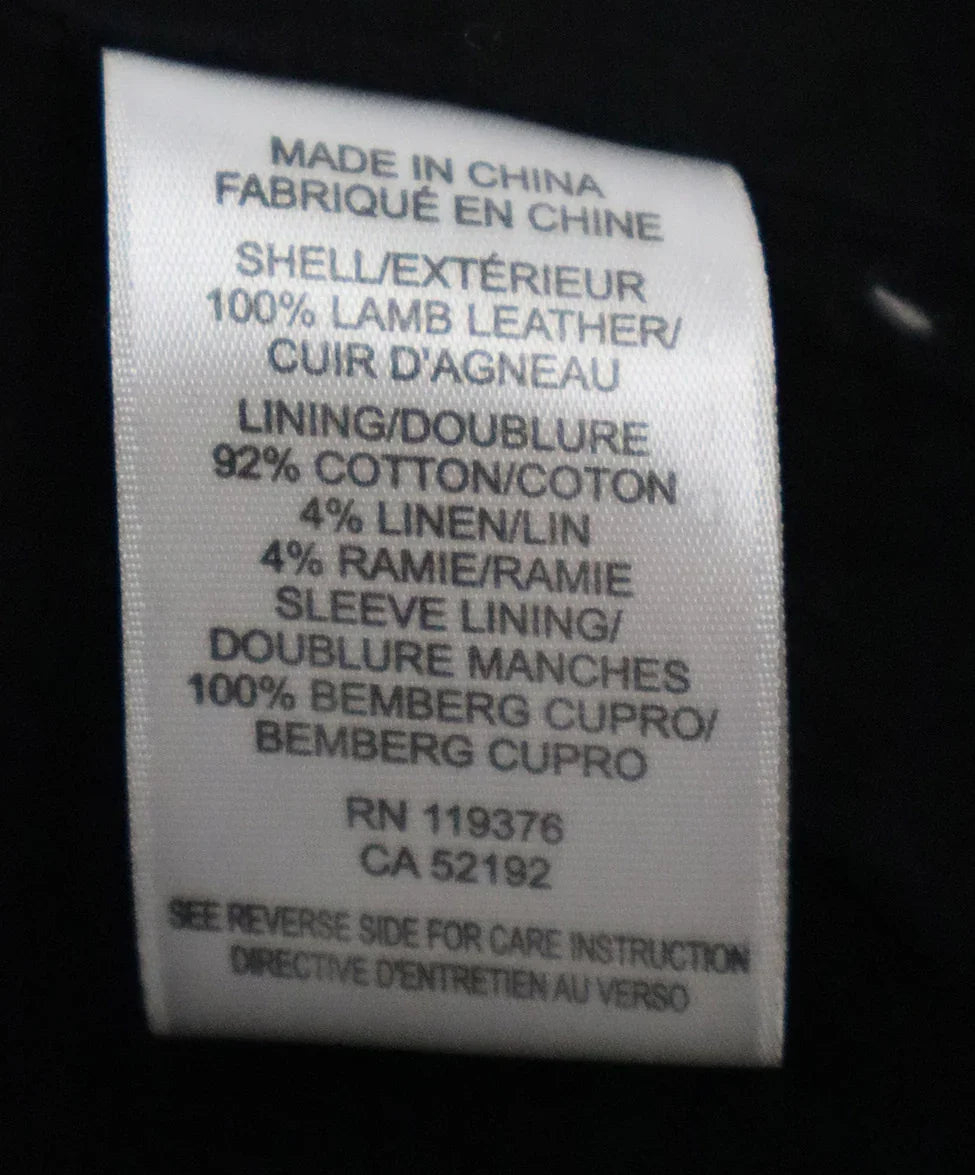 MADE IN CHINA
FABRIQUÉ EN CHINE
SHELL/EXTÉRIEUR
100% LAMB LEATHER/
CUIR D'AGNEAU
LINING/DOUBLURE
92% COTTON/COTON
4% LINEN/LIN
4% RAMIE/RAMIE
SLEEVE LINING/
DOUBLURE MANCHES
100% BEMBERG CUPRO/
BEMBERG CUPRO
RN 119376
CA 52192
SEE REVERSE SIDE FOR CARE INSTRUCTION
DIRECTIVE D'ENTRETIEN AU VERSO